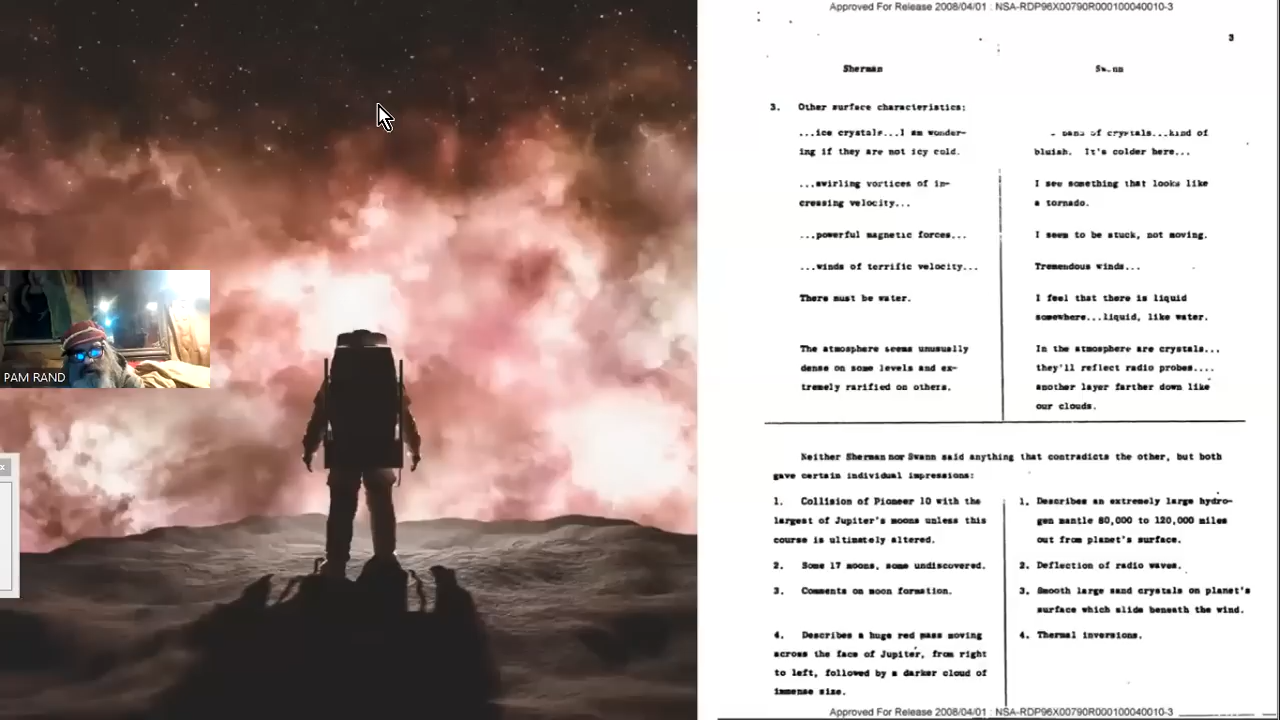 Approved For Release 2008/04/01 : NSA-RDP96X00790R000100040010-3
3
Sherman
Swann
3. Other surface characteristics:
...ice crystals...I am wonder-
ing if they are not icy cold.
...swirling vortices of in-
creasing velocity...
...powerful magnetic forces...
...winds of terrific velocity...
There must be water.
The atmosphere seems unusually
dense on some levels and ex-
tremely rarified on others.
bands of crystals...kind of
bluish. It's colder here...
I see something that looks like
a tornado.
I seem to be stuck, not moving.
Tremendous winds...
I feel that there is liquid
somewhere...liquid, like water.
In the atmosphere are crystals...
they'll reflect radio probes....
another layer farther down like
our clouds.
Neither Sherman nor Swann said anything that contradicts the other, but both
gave certain individual impressions:
1. Collision of Pioneer 10 with the
largest of Jupiter's moons unless this
course is ultimately altered.
2. Some 17 moons, some undiscovered.
3. Comments on moon formation.
4. Describes a huge red mass moving
across the face of Jupiter, from right
to left, followed by a darker cloud of
immense size.
1. Describes an extremely large hydro-
gen mantle 80,000 to 120,000 miles
out from planet's surface.
2. Deflection of radio waves.
3. Smooth large sand crystals on planet's
surface which slide beneath the wind.
4. Thermal inversions.
Approved For Release 2008/04/01 : NSA-RDP96X00790R000100040010-3
PAM RAND
x